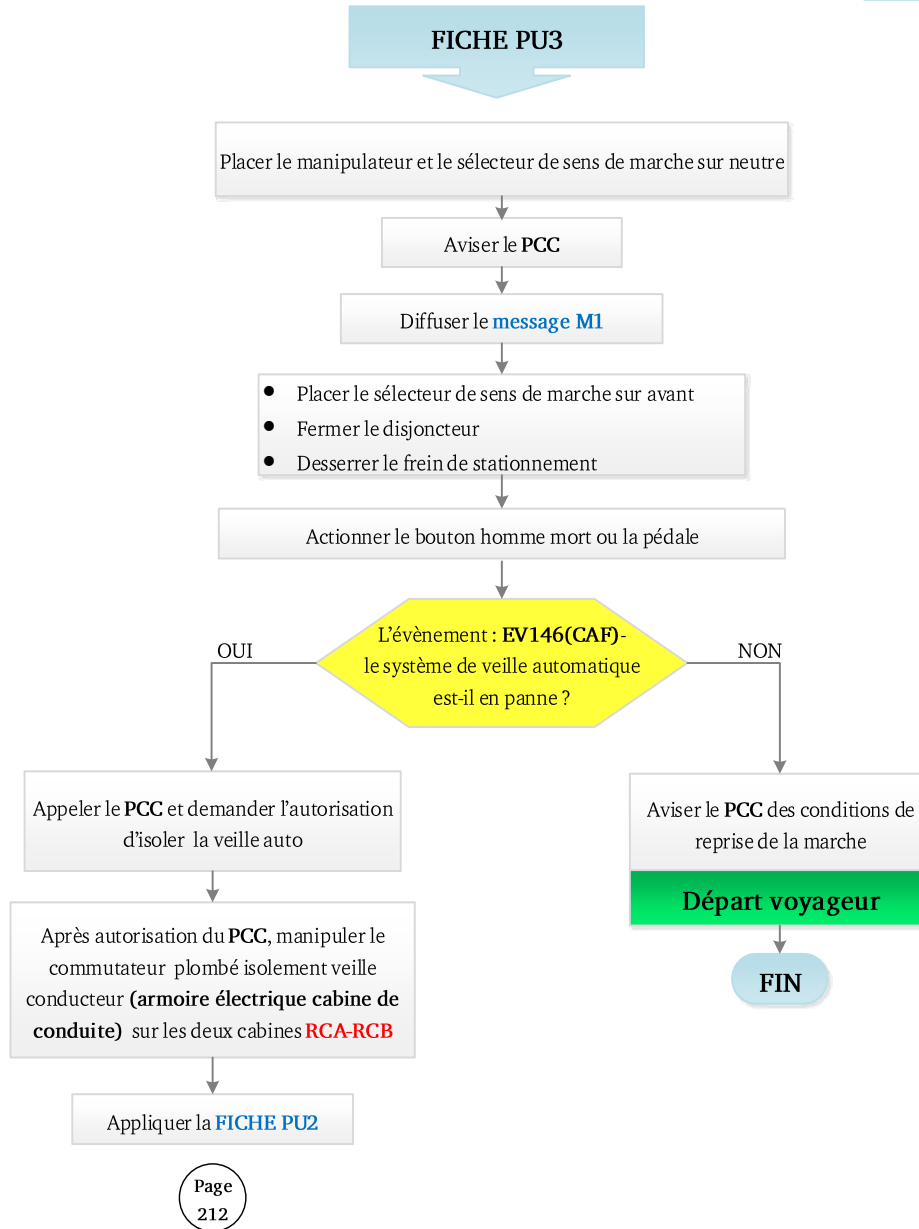 FICHE PU3
Placer le manipulateur et le sélecteur de sens de marche sur neutre
Aviser le PCC
Diffuser le message M1
• Placer le sélecteur de sens de marche sur avant
• Fermer le disjoncteur
• Desserrer le frein de stationnement
Actionner le bouton homme mort ou la pédale
L'évènement : EV146(CAF)-
le système de veille automatique
est-il en panne ?
OUI
NON
Appeler le PCC et demander l'autorisation
d'isoler la veille auto
Après autorisation du PCC, manipuler le
commutateur plombé isolement veille
conducteur (armoire électrique cabine de
conduite) sur les deux cabines RCA-RCB
Appliquer la FICHE PU2
Page
212
Aviser le PCC des conditions de
reprise de la marche
Départ voyageur
FIN